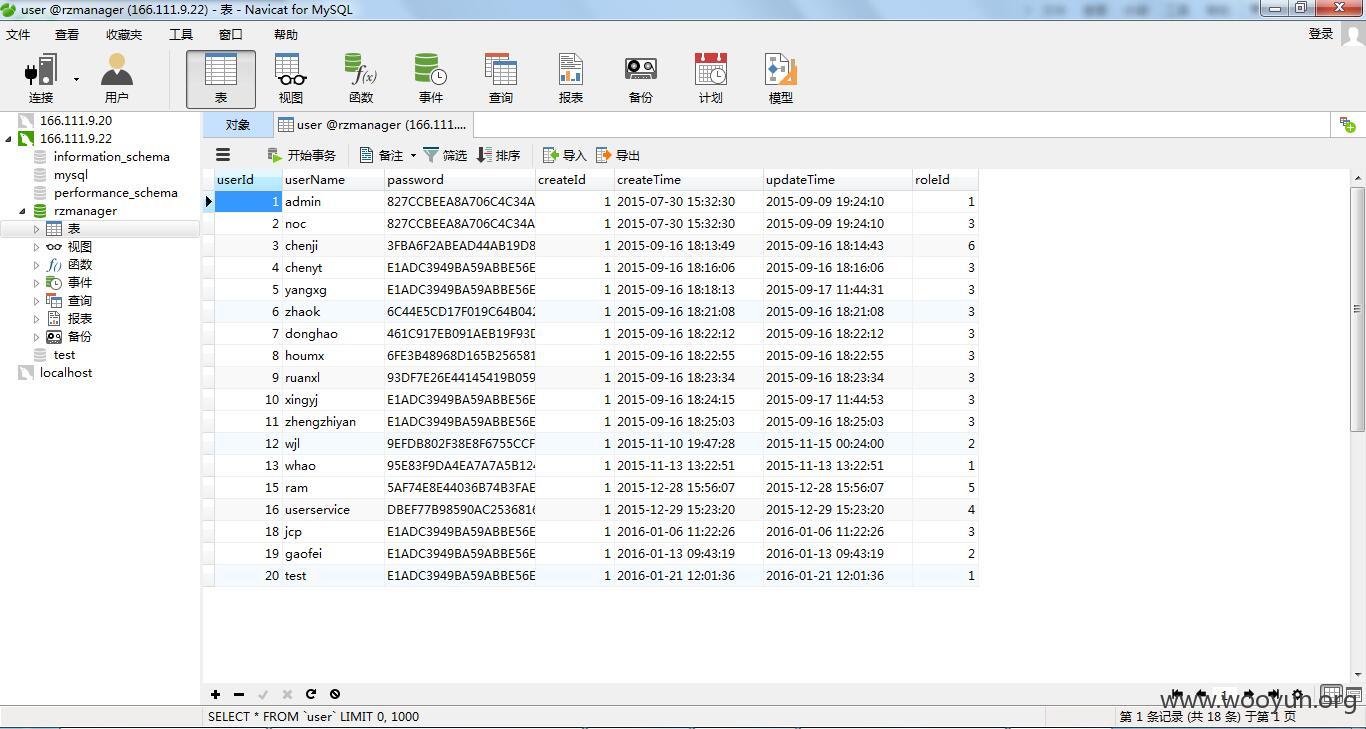 user @rzmanager (166.111.9.22) - 表 - Navicat for MySQL
文件 查看 收藏夹 工具 窗口 帮助 登录
连接 用户 表 视图 函数 事件 查询 报表 备份 计划 模型
166.111.9.20
166.111.9.22
information_schema
mysql
performance_schema
rzmanager
表
视图
函数
事件
查询
报表
备份
test
localhost
对象 user @rzmanager (166.111....
开始事务 备注 筛选 排序 导入 导出
userId userName password createId createTime updateTime roleId
1 admin 827CCBEEA8A706C4C34A 1 2015-07-30 15:32:30 2015-09-09 19:24:10 1
2 noc 827CCBEEA8A706C4C34A 1 2015-07-30 15:32:30 2015-09-09 19:24:10 3
3 chenji 3FBA6F2ABEAD44AB19D8 1 2015-09-16 18:13:49 2015-09-16 18:14:43 6
4 chenyt E1ADC3949BA59ABBE56E 1 2015-09-16 18:16:06 2015-09-16 18:16:06 3
5 yangxg E1ADC3949BA59ABBE56E 1 2015-09-16 18:18:13 2015-09-17 11:44:31 3
6 zhaok 6C44E5CD17F019C64B042 1 2015-09-16 18:21:08 2015-09-16 18:21:08 3
7 donghao 461C917EB091AEB19F93D 1 2015-09-16 18:22:12 2015-09-16 18:22:12 3
8 houmx 6FE3B48968D165B256581 1 2015-09-16 18:22:55 2015-09-16 18:22:55 3
9 ruanxl 93DF7E26E44145419B059 1 2015-09-16 18:23:34 2015-09-16 18:23:34 3
10 xingyj E1ADC3949BA59ABBE56E 1 2015-09-16 18:24:15 2015-09-17 11:44:53 3
11 zhengzhiyan E1ADC3949BA59ABBE56E 1 2015-09-16 18:25:03 2015-09-16 18:25:03 3
12 wjl 9EFDB802F38E8F6755CCF 1 2015-11-10 19:47:28 2015-11-15 00:24:00 2
13 whao 95E83F9DA4EA7A7A5B124 1 2015-11-13 13:22:51 2015-11-13 13:22:51 1
15 ram 5AF74E8E44036B74B3FAE 1 2015-12-28 15:56:07 2015-12-28 15:56:07 5
16 userservice DBEF77B98590AC2536816 1 2015-12-29 15:23:20 2015-12-29 15:23:20 4
18 jcp E1ADC3949BA59ABBE56E 1 2016-01-06 11:22:26 2016-01-06 11:22:26 3
19 gaofei E1ADC3949BA59ABBE56E 1 2016-01-13 09:43:19 2016-01-13 09:43:19 2
20 test E1ADC3949BA59ABBE56E 1 2016-01-21 12:01:36 2016-01-21 12:01:36 1
1
www.wooyun.org
SELECT * FROM `user` LIMIT 0, 1000
第 1 条记录 (共 18 条) 于第 1 页